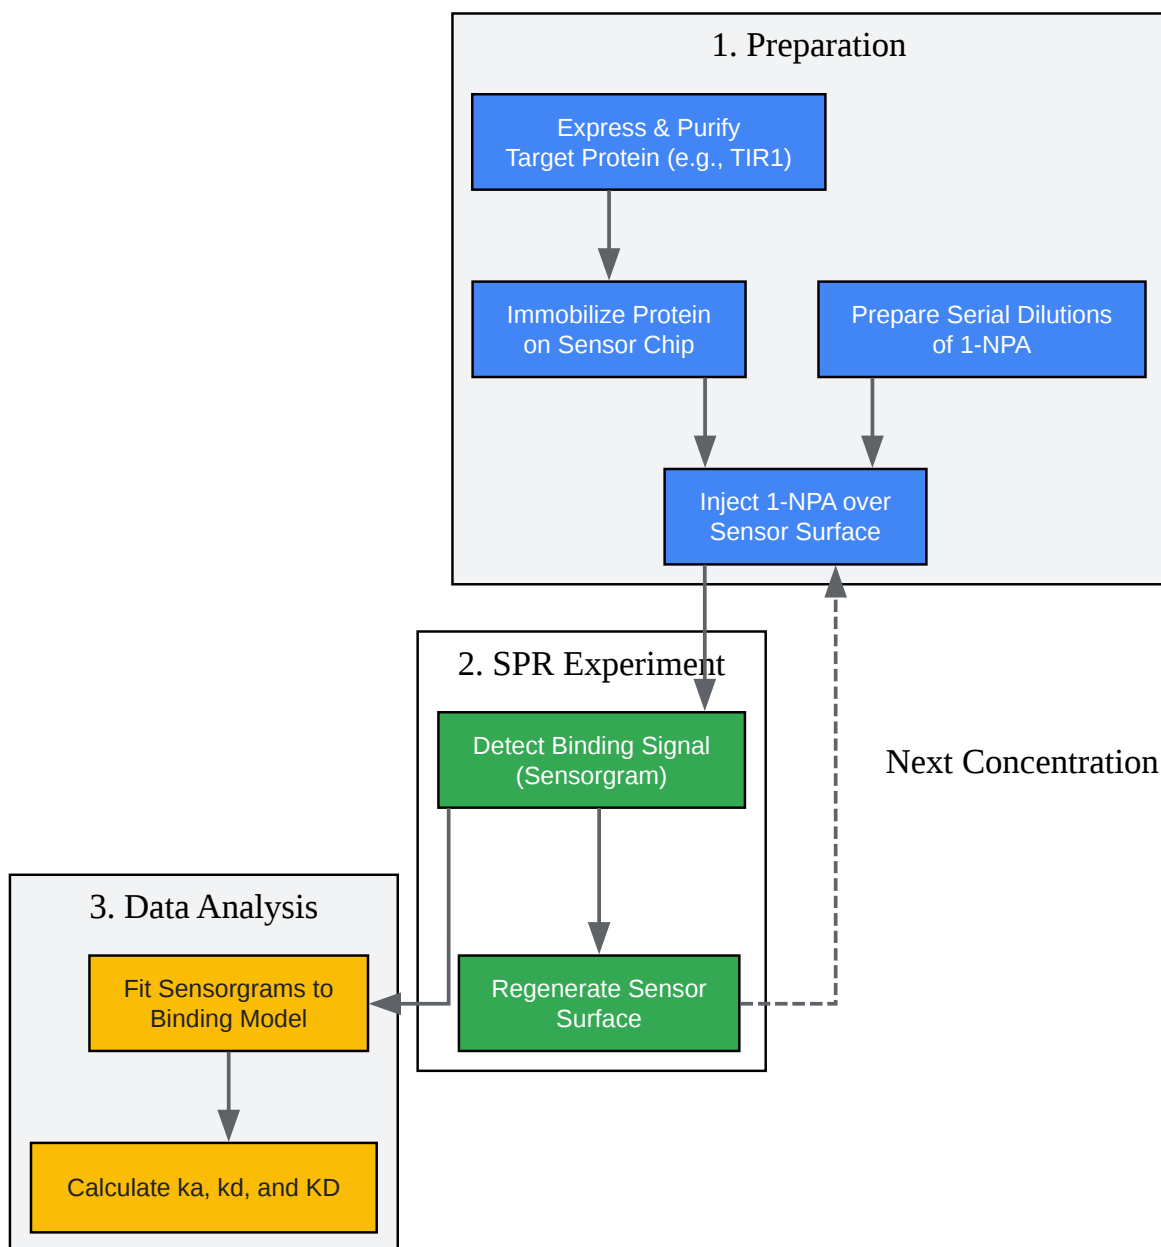 1. Preparation
Express & Purify
Target Protein (e.g., TIR1)
Immobilize Protein
on Sensor Chip
Prepare Serial Dilutions
of 1-NPA
Inject 1-NPA over
Sensor Surface
2. SPR Experiment
Detect Binding Signal
(Sensorgram)
Next Concentration
Regenerate Sensor
Surface
3. Data Analysis
Fit Sensorgrams to
Binding Model
Calculate ka, kd, and KD